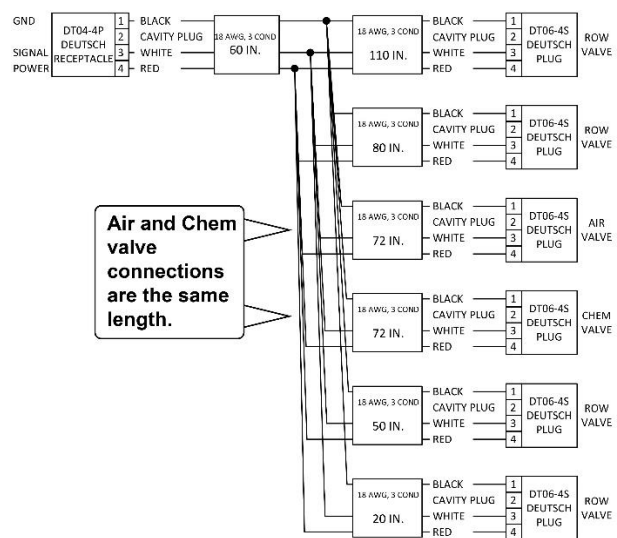 GND
SIGNAL
POWER
DT04-4P
DEUTSCH
RECEPTACLE
1
2
3
4
BLACK
CAVITY PLUG
WHITE
RED
18 AWG, 3 COND
60 IN.
18 AWG, 3 COND
110 IN.
BLACK
CAVITY PLUG
WHITE
RED
1
2
3
4
DT06-4S
DEUTSCH
PLUG
ROW
VALVE
18 AWG, 3 COND
80 IN.
BLACK
CAVITY PLUG
WHITE
RED
1
2
3
4
DT06-4S
DEUTSCH
PLUG
ROW
VALVE
Air and Chem
valve
connections
are the same
length.
18 AWG, 3 COND
72 IN.
BLACK
CAVITY PLUG
WHITE
RED
1
2
3
4
DT06-4S
DEUTSCH
PLUG
AIR
VALVE
18 AWG, 3 COND
72 IN.
BLACK
CAVITY PLUG
WHITE
RED
1
2
3
4
DT06-4S
DEUTSCH
PLUG
CHEM
VALVE
18 AWG, 3 COND
50 IN.
BLACK
CAVITY PLUG
WHITE
RED
1
2
3
4
DT06-4S
DEUTSCH
PLUG
ROW
VALVE
18 AWG, 3 COND
20 IN.
BLACK
CAVITY PLUG
WHITE
RED
1
2
3
4
DT06-4S
DEUTSCH
PLUG
ROW
VALVE